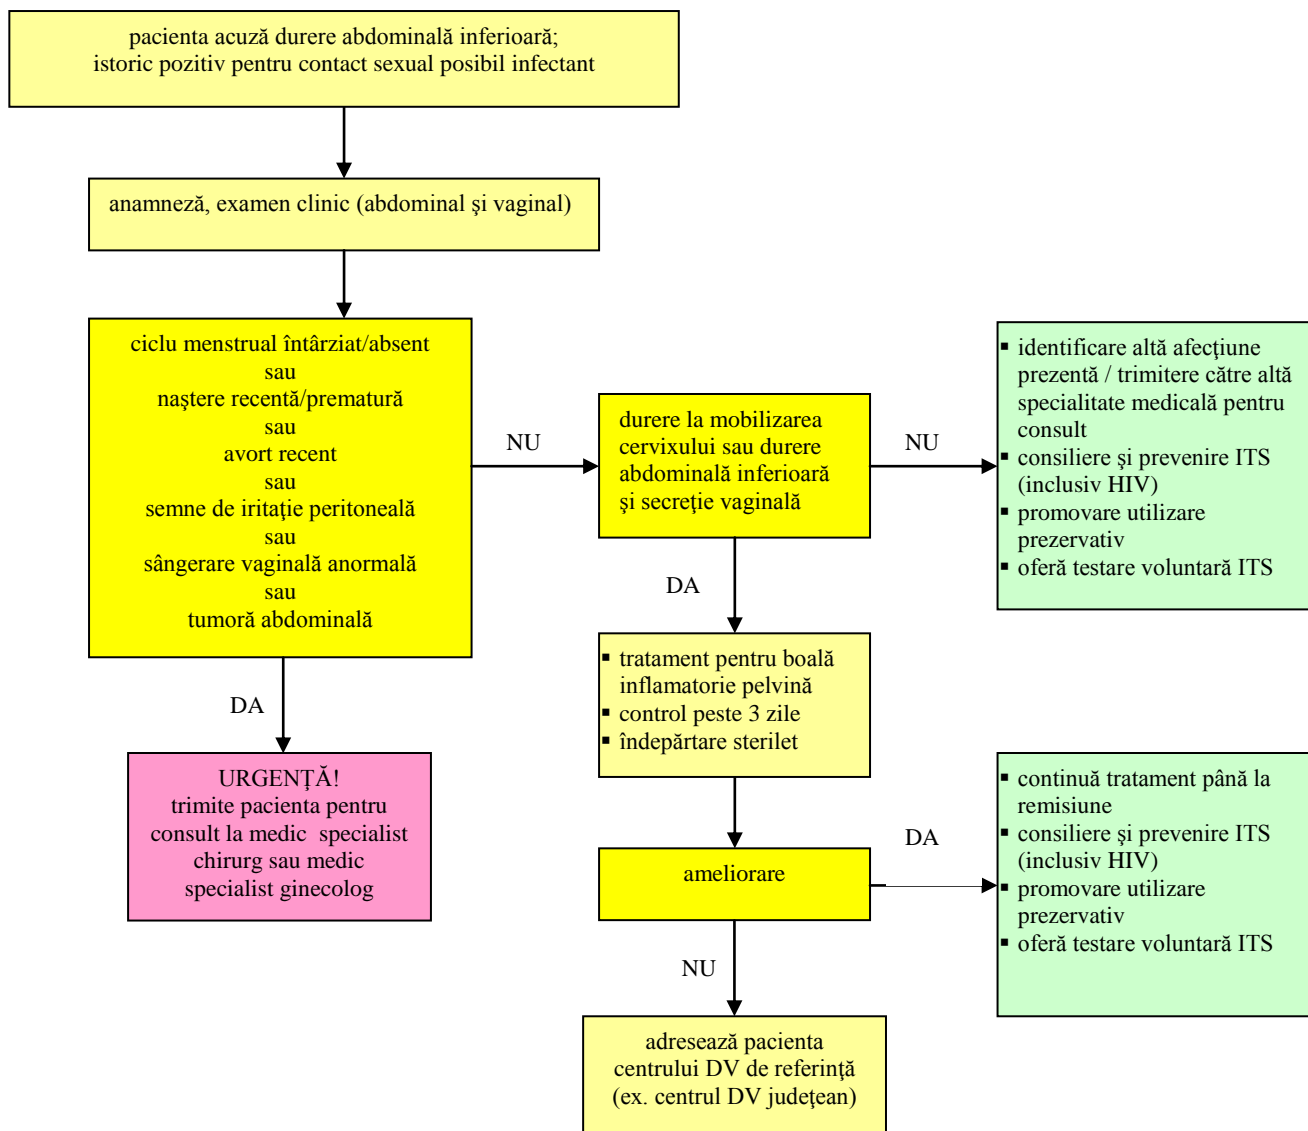 pacienta acuză durere abdominală inferioară;
istoric pozitiv pentru contact sexual posibil infectant
anamneză, examen clinic (abdominal şi vaginal)
ciclu menstrual întârziat/absent
sau
naştere recentă/prematură
sau
avort recent
sau
semne de iritaţie peritoneală
sau
sângerare vaginală anormală
sau
tumoră abdominală
NU
durere la mobilizarea
cervixului sau durere
abdominală inferioară
şi secreţie vaginală
NU
▪ identificare altă afecţiune
prezentă / trimitere către altă
specialitate medicală pentru
consult
▪ consiliere şi prevenire ITS
(inclusiv HIV)
▪ promovare utilizare
prezervativ
▪ oferă testare voluntară ITS
DA
URGENŢĂ!
trimite pacienta pentru
consult la medic specialist
chirurg sau medic
specialist ginecolog
DA
▪ tratament pentru boală
inflamatorie pelvină
▪ control peste 3 zile
▪ îndepărtare sterilet
ameliorare
DA
▪ continuă tratament până la
remisiune
▪ consiliere şi prevenire ITS
(inclusiv HIV)
▪ promovare utilizare
prezervativ
▪ oferă testare voluntară ITS
NU
adresează pacienta
centrului DV de referinţă
(ex. centrul DV judeţean)